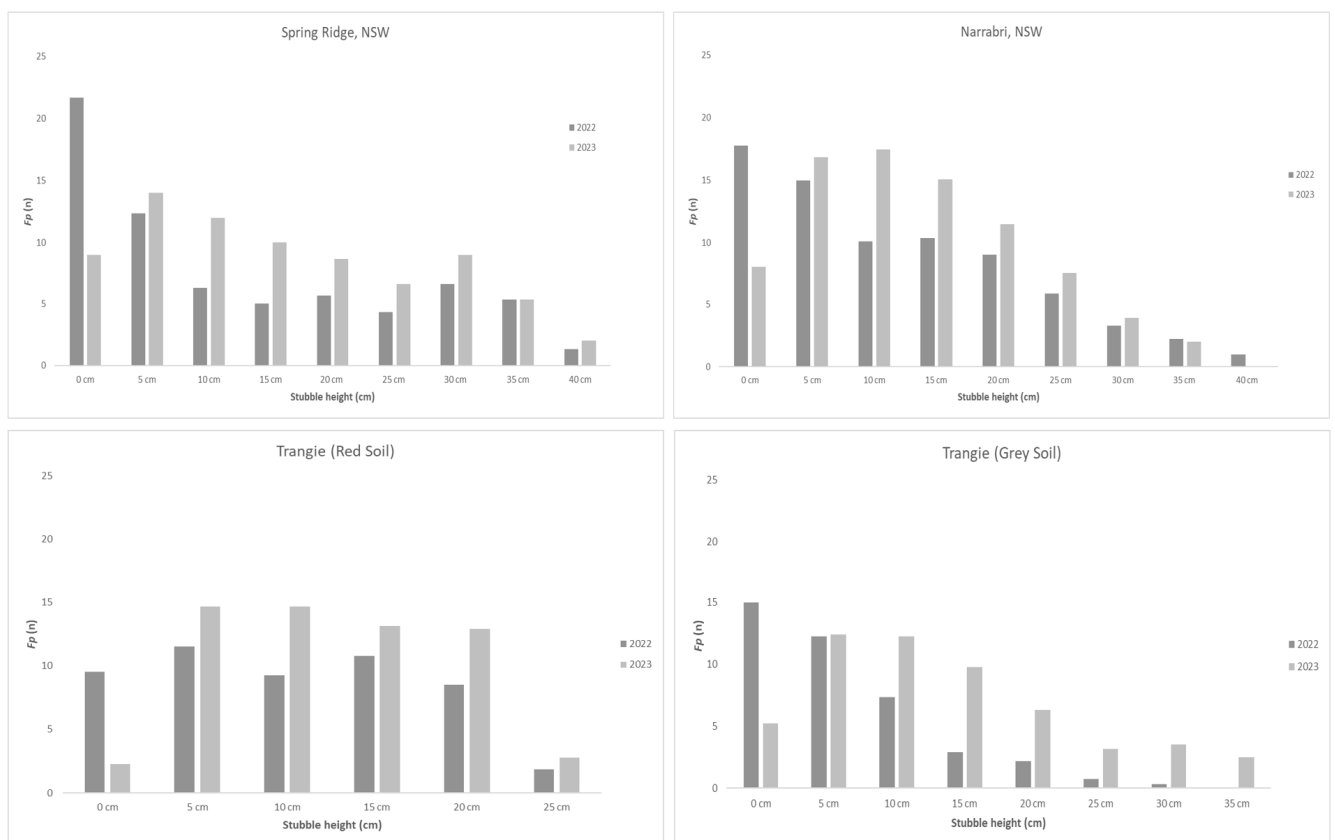 Spring Ridge, NSW
25
20
15
10
5
0
Fp (n)
2022
2023
0 cm 5 cm 10 cm 15 cm 20 cm 25 cm 30 cm 35 cm 40 cm
Stubble height (cm)
Narrabri, NSW
25
20
15
10
5
0
Fp (n)
2022
2023
0 cm 5 cm 10 cm 15 cm 20 cm 25 cm 30 cm 35 cm 40 cm
Stubble height (cm)
Trangie (Red Soil)
25
20
15
10
5
0
Fp (n)
2022
2023
0 cm 5 cm 10 cm 15 cm 20 cm 25 cm
Stubble height (cm)
Trangie (Grey Soil)
25
20
15
10
5
0
Fp (n)
2022
2023
0 cm 5 cm 10 cm 15 cm 20 cm 25 cm 30 cm 35 cm
Stubble height (cm)